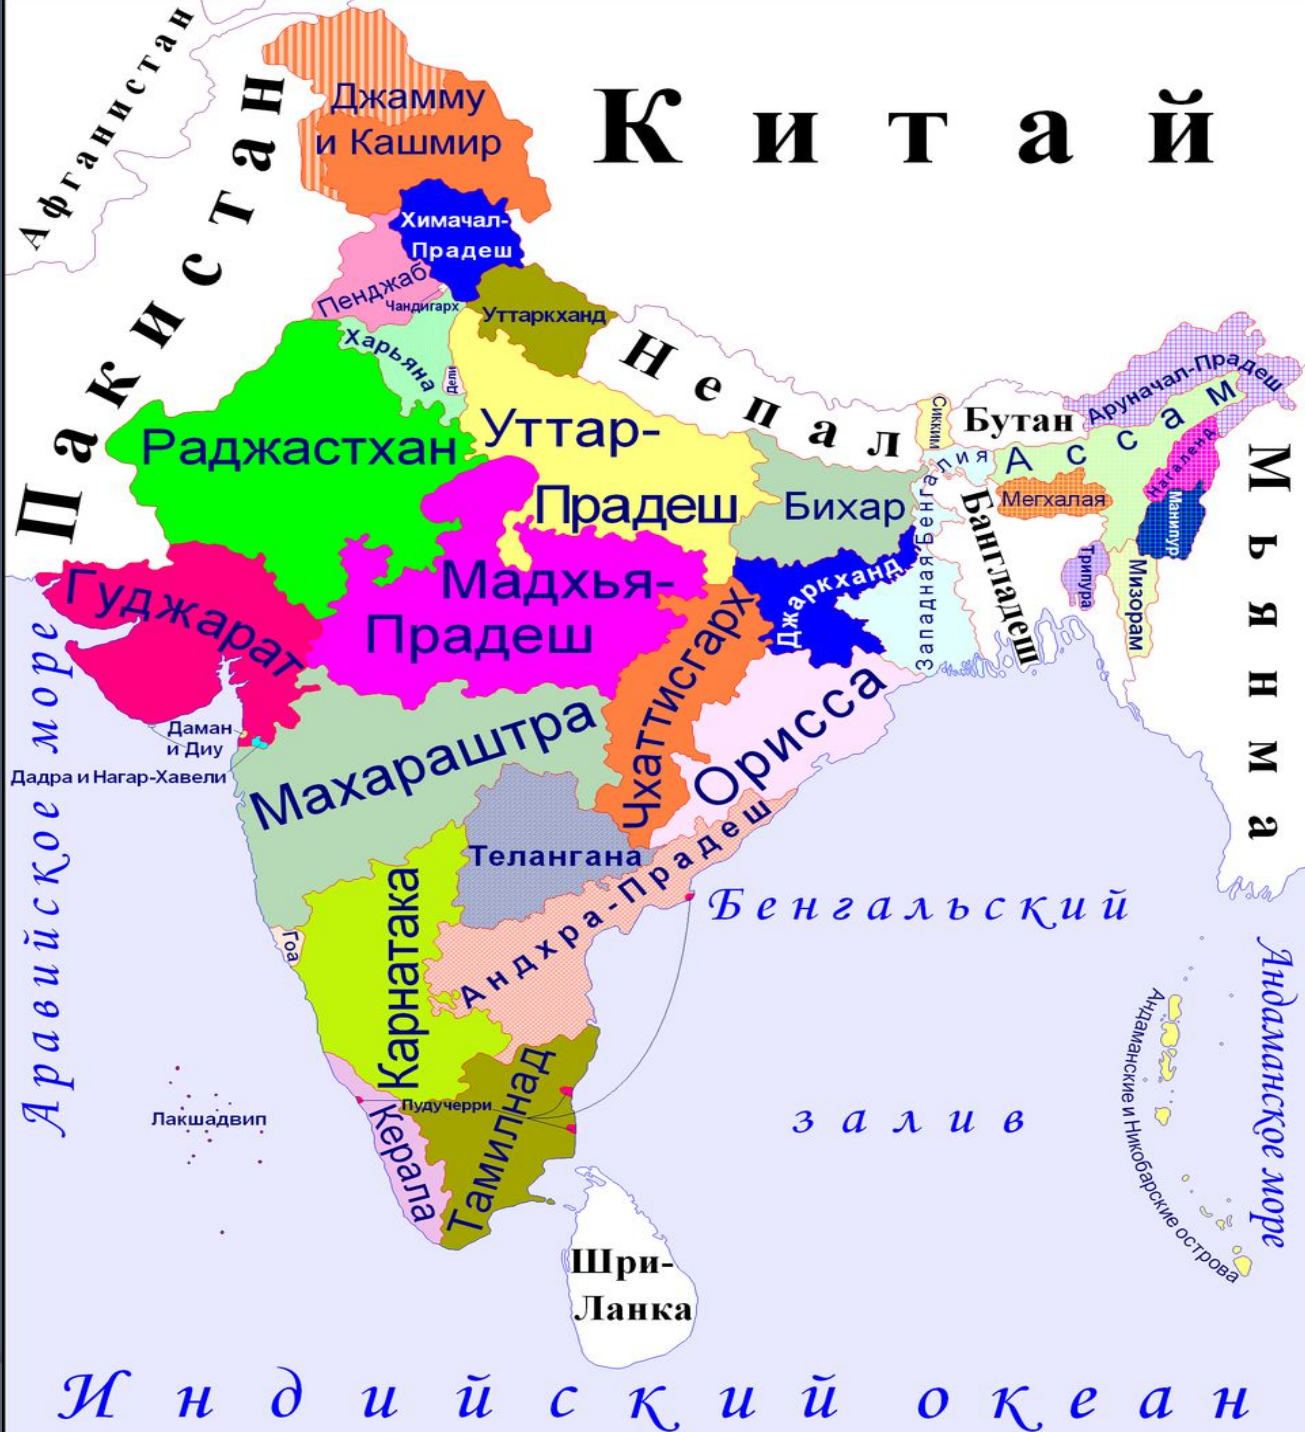 Афганистан
Пакистан
Китай
Джамму
и Кашмир
Химачал-
Прадеш
Пенджаб
Чандигарх
Уттаркханд
Харьяна
Дели
Непал
Сикким
Бутан
Аруначал-Прадеш
Ассам
Нагаленд
Манипур
Мегхалая
Трипура
Мизорам
Мьянма
Бангладеш
Западная Бенгалия
Раджастхан
Уттар-
Прадеш
Бихар
Джаркханд
Гуджарат
Мадхья-
Прадеш
Чхаттисгарх
Орисса
Даман
и Диу
Дадра и Нагар-Хавели
Махараштра
Телангана
Андхра-Прадеш
Карнатака
Гоа
Аравийское море
Бенгальский
залив
Андаманское море
Андаманские и Никобарские острова
Лакшадвип
Пудучерри
Керала
Тамилнад
Шри-
Ланка
Индийский океан